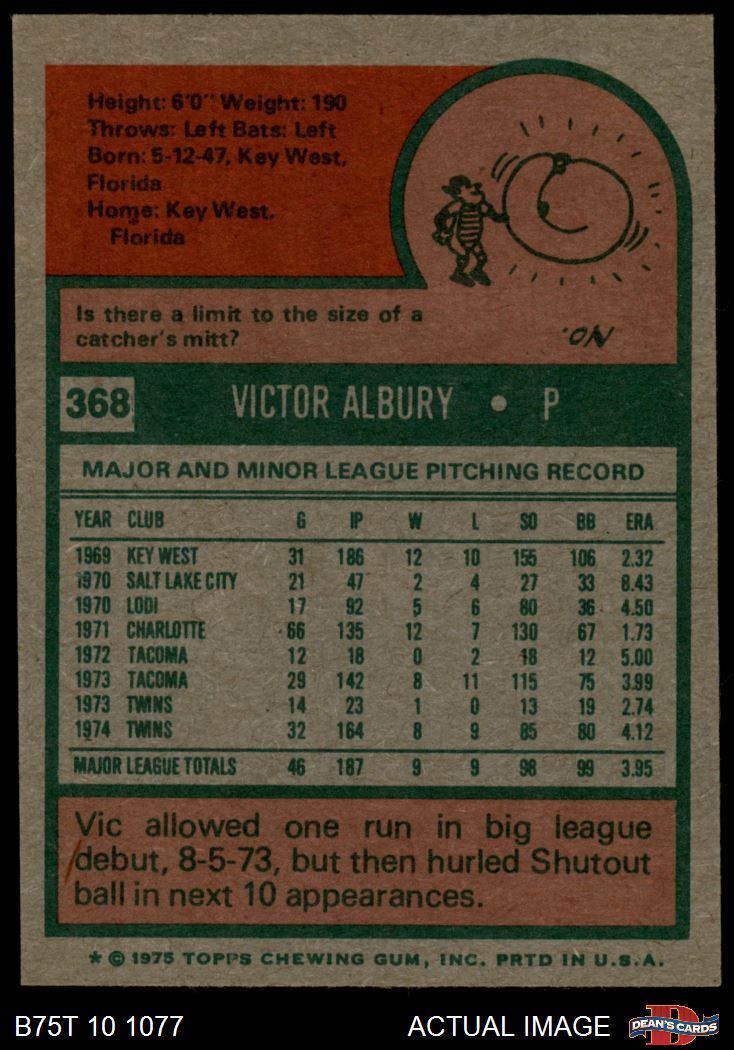 Height: 6'0" Weight: 190
Throws: Left Bats: Left
Born: 5-12-47, Key West,
Florida
Home: Key West,
Florida
Is there a limit to the size of a
catcher's mitt?
NO.
368 VICTOR ALBURY • P
MAJOR AND MINOR LEAGUE PITCHING RECORD
YEAR CLUB G IP W L SO BB ERA
1969 KEY WEST 31 186 12 10 155 106 2.32
1970 SALT LAKE CITY 21 47 2 4 27 33 8.43
1970 LODI 17 92 5 6 80 36 4.50
1971 CHARLOTTE 66 135 12 7 130 67 1.73
1972 TACOMA 12 18 0 2 18 12 5.00
1973 TACOMA 29 142 8 11 115 75 3.99
1973 TWINS 14 23 1 0 13 19 2.74
1974 TWINS 32 164 8 9 85 80 4.12
MAJOR LEAGUE TOTALS 46 187 9 9 98 99 3.95
Vic allowed one run in big league
debut, 8-5-73, but then hurled Shutout
ball in next 10 appearances.
* © 1975 TOPPS CHEWING GUM, INC. PRTD IN U.S.A.
B75T 10 1077 ACTUAL IMAGE DEAN'S CARDS